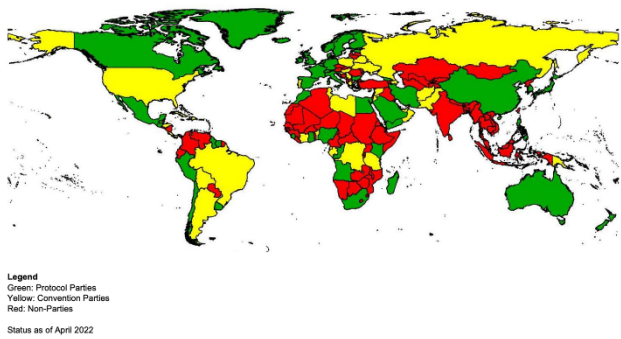 Legend
Green: Protocol Parties
Yellow: Convention Parties
Red: Non-Parties
Status as of April 2022